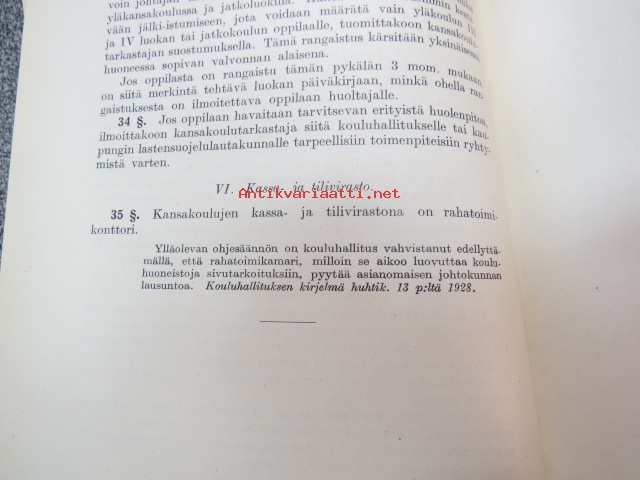 voin johtajan
yläkansakoulussa ja jatkoluokilla.
vään jälki-istumiseen, jota voidaan määrätä vain yläkoulun III
ja IV luokan tai jatkokoulun oppilaalle, tuomittakoon kansakoulu-
tarkastajan suostumuksella. Tämä rangaistus kärsitään yksinäisessä
huoneessa sopivan valvonnan alaisena.
Jos oppilasta on rangaistu tämän pykälän 3 mom. mukaan,
on siitä merkintä tehtävä luokan päiväkirjaan, minkä ohella ran-
gaistuksesta on ilmoitettava oppilaan huoltajalle.
34 §. Jos oppilaan havaitaan tarvitsevan erityistä huolenpitoa,
ilmoittakoon kansakoulutarkastaja siitä kouluhallitukselle tai kau-
pungin lastensuojelulautakunnalle tarpeellisiin toimenpiteisiin ryhty-
mistä varten.
VI. Kassa- ja tilivirasto.
Antikvariaatti.net
35 §. Kansakoulujen kassa- ja tilivirastona on rahatoimi-
konttori.
Ylläolevan ohjesäännön on kouluhallitus vahvistanut edellyttä-
mällä, että rahatoimikamari, milloin se aikoo luovuttaa koulu-
huoneistoja sivutarkoituksiin, pyytää asianomaisen johtokunnan
lausuntoa. Kouluhallituksen kirjelmä huhtik. 13 p:ltä 1928.